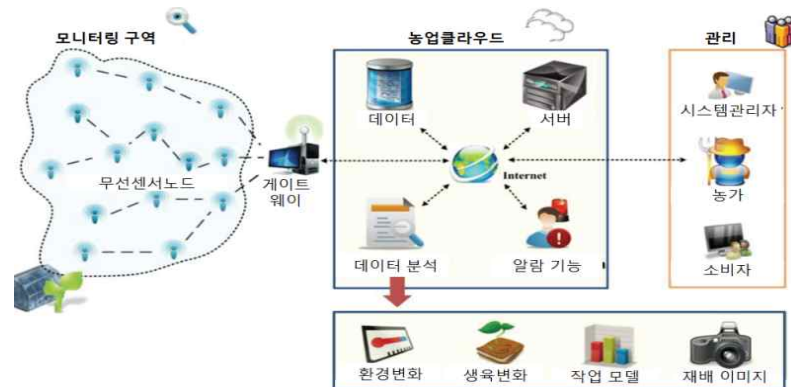 모니터링 구역
무선센서노드
게이트
웨이
농업클라우드
데이터
서버
Internet
데이터 분석
알람 기능
관리
시스템관리자
농가
소비자
환경변화
생육변화
작업 모델
재배 이미지